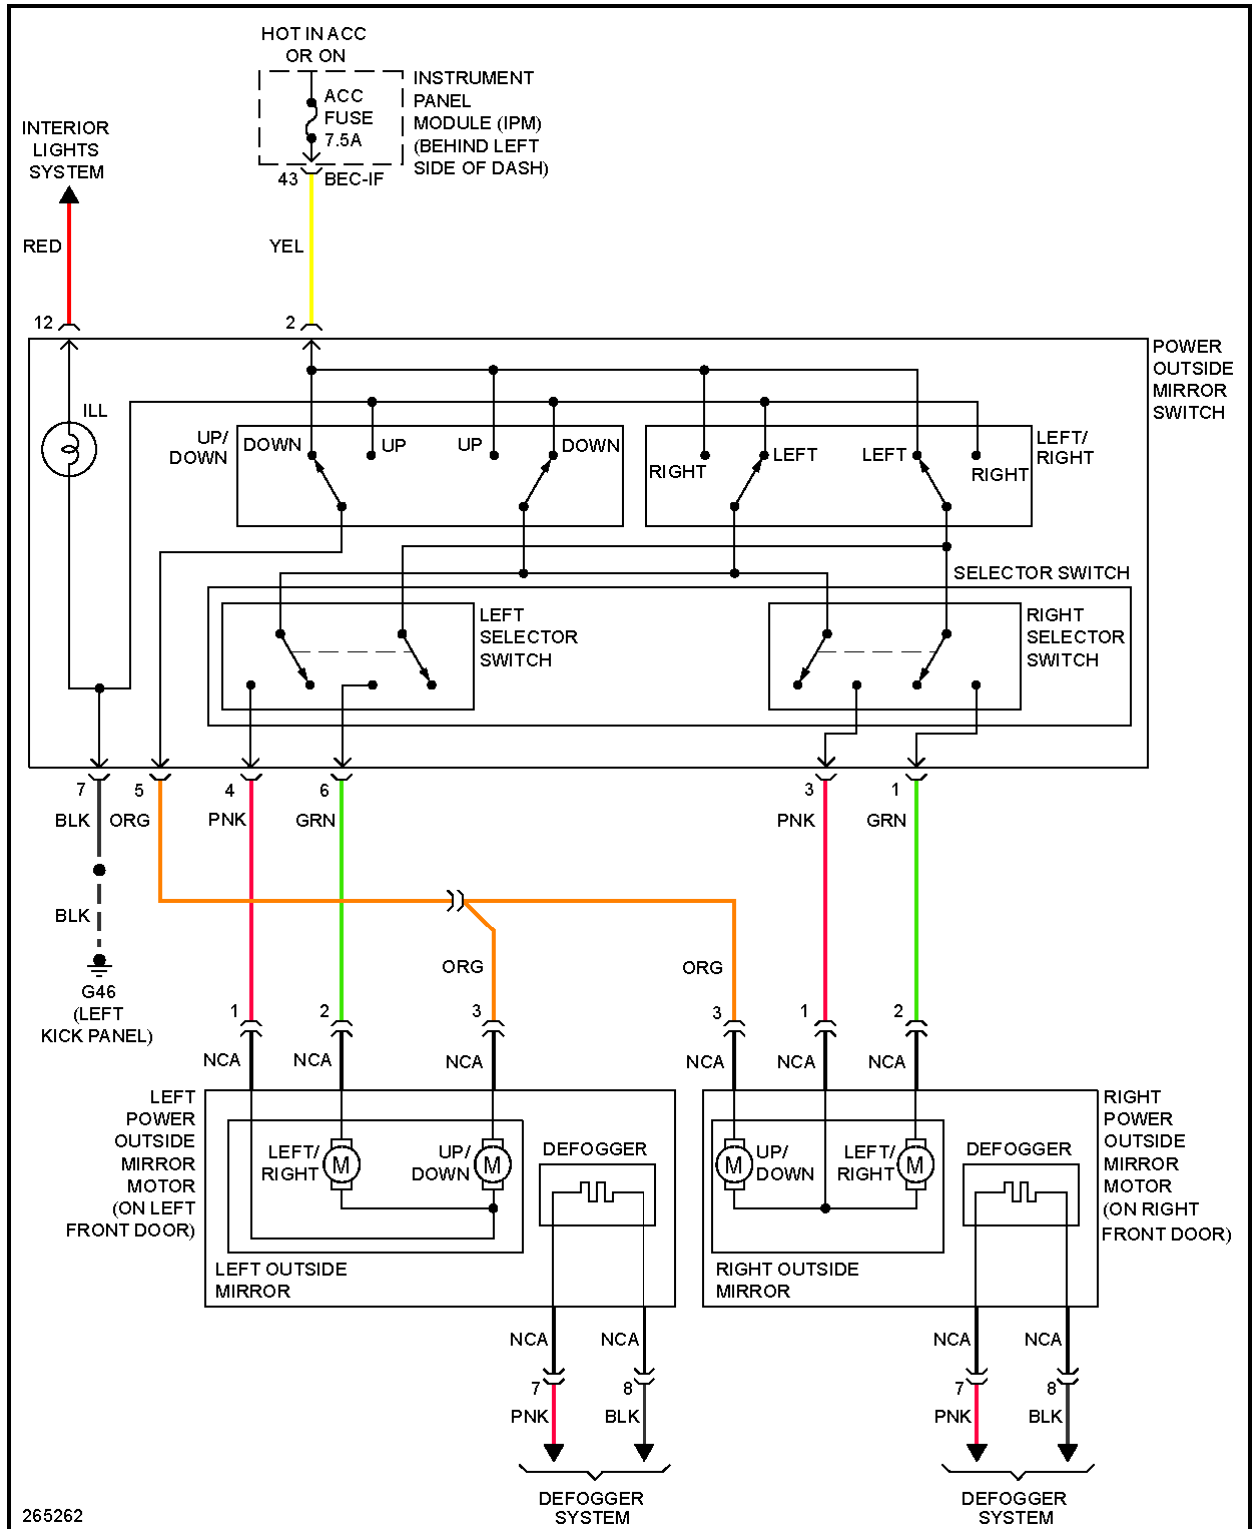 HOT IN ACC
OR ON
ACC
FUSE
7.5A
INSTRUMENT
PANEL
MODULE (IPM)
(BEHIND LEFT
SIDE OF DASH)
43
BEC-IF
INTERIOR
LIGHTS
SYSTEM
RED
YEL
12
2
POWER
OUTSIDE
MIRROR
SWITCH
ILL
UP/
DOWN
DOWN
UP
UP
DOWN
RIGHT
LEFT
LEFT
RIGHT
LEFT/
RIGHT
SELECTOR SWITCH
LEFT
SELECTOR
SWITCH
RIGHT
SELECTOR
SWITCH
7
5
4
6
3
1
BLK
ORG
PNK
GRN
PNK
GRN
BLK
G46
(LEFT
KICK PANEL)
ORG
ORG
1
2
3
3
1
2
NCA
NCA
NCA
NCA
NCA
NCA
LEFT
POWER
OUTSIDE
MIRROR
MOTOR
(ON LEFT
FRONT DOOR)
LEFT/
RIGHT
M
UP/
DOWN
M
DEFOGGER
LEFT OUTSIDE
MIRROR
M
UP/
DOWN
LEFT/
RIGHT
M
DEFOGGER
RIGHT OUTSIDE
MIRROR
RIGHT
POWER
OUTSIDE
MIRROR
MOTOR
(ON RIGHT
FRONT DOOR)
NCA
NCA
NCA
NCA
7
8
7
8
PNK
BLK
PNK
BLK
DEFOGGER
SYSTEM
DEFOGGER
SYSTEM
265262